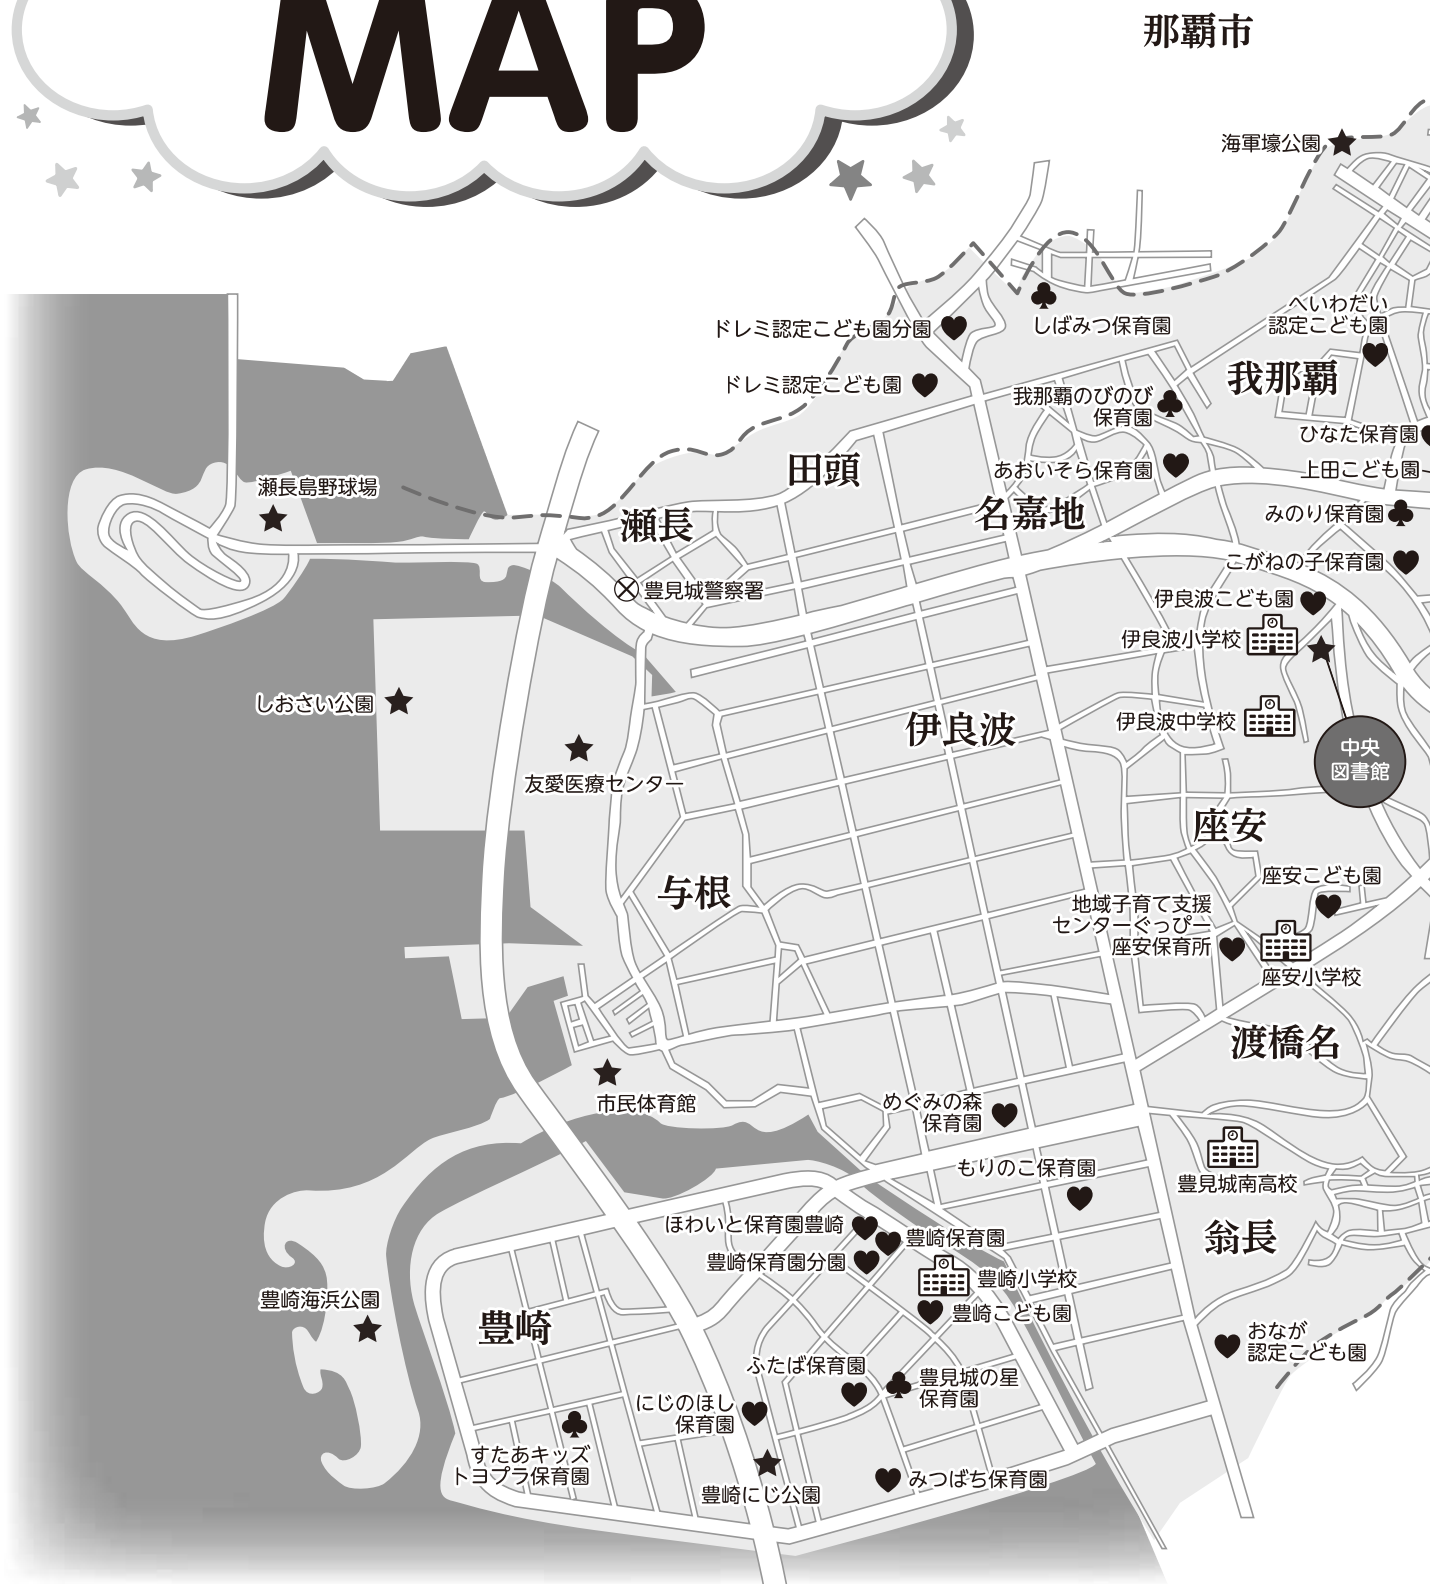 MAP
那覇市
海軍壕公園
しばみつ保育園
ドレミ認定こども園分園
ドレミ認定こども園
へいわだい
認定こども園
我那覇
我那覇のびのび
保育園
ひなた保育園
あおいそら保育園
上田こども園
田頭
瀬長島野球場
名嘉地
みのり保育園
瀬長
こがねの子保育園
豊見城警察署
伊良波こども園
伊良波小学校
しおさい公園
伊良波中学校
伊良波
中央
図書館
友愛医療センター
座安
与根
座安こども園
地域子育て支援
センターぐっぴー
座安保育所
座安小学校
渡橋名
市民体育館
めぐみの森
保育園
もりのこ保育園
豊見城南高校
ほわいと保育園豊崎
豊崎保育園
翁長
豊崎保育園分園
豊崎小学校
豊崎海浜公園
豊崎こども園
豊崎
おなが
認定こども園
ふたば保育園
豊見城の星
保育園
にじのほし
保育園
すたあキッズ
トヨプラ保育園
豊崎にじ公園
みつばち保育園